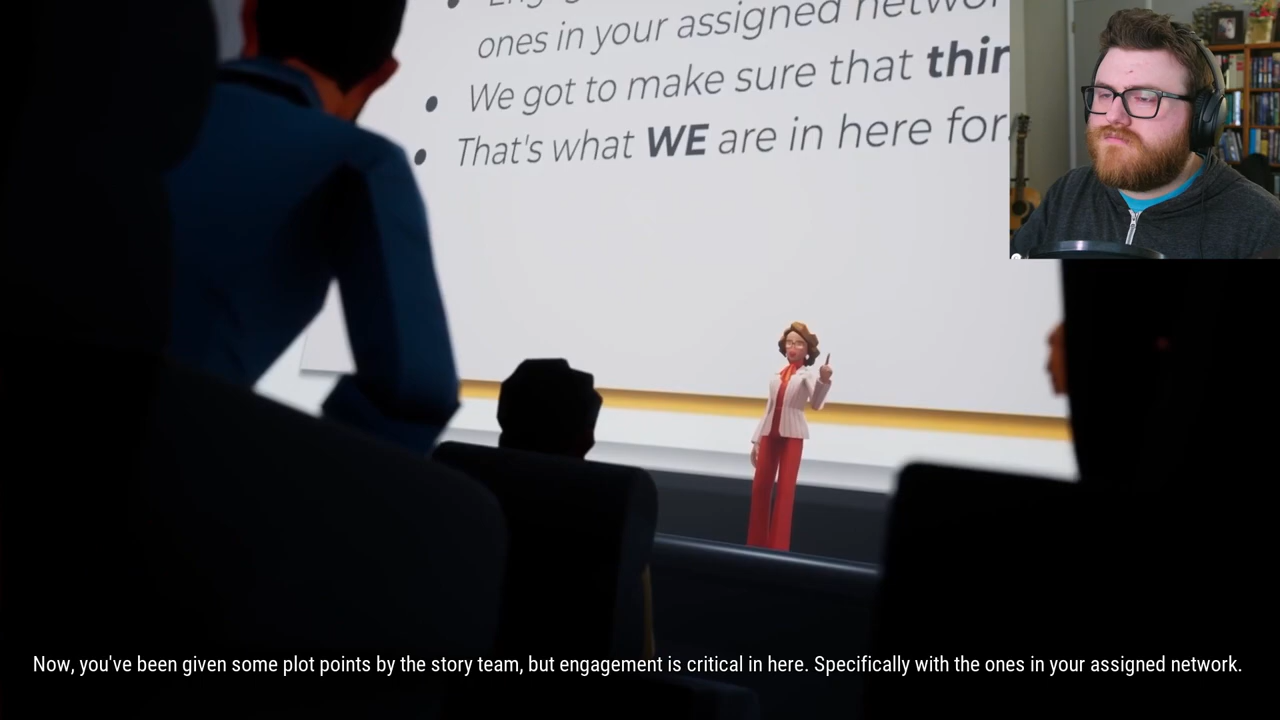 ones in your assigned
We got to make sure that
That's what WE are in here for
Now, you've been given some plot points by the story team, but engagement is critical in here. Specifically with the ones in your assigned network.